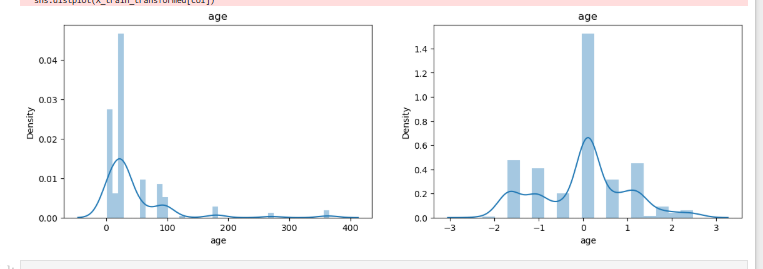 sns.distplot(X_train_transformed[col])
age age
Density
0.04
0.03
0.02
0.01
0.00
0 100 200 300 400
age
Density
1.4
1.2
1.0
0.8
0.6
0.4
0.2
0.0
−3 −2 −1 0 1 2 3
age